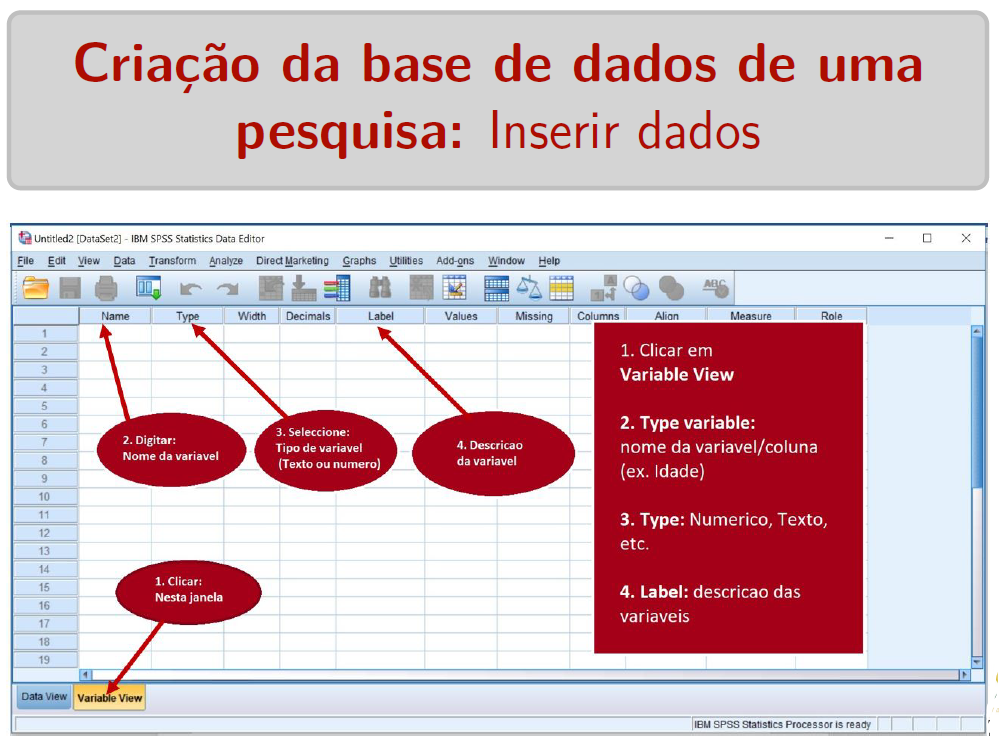 Criação da base de dados de uma
pesquisa: Inserir dados
Untitled2 [DataSet2] - IBM SPSS Statistics Data Editor
File Edit View Data Transform Analyze Direct Marketing Graphs Utilities Add-ons Window Help
ABC
Name Type Width Decimals Label Values Missing Columns Align Measure Role
1
2
3
4
5
6
7
8
9
10
11
12
13
14
15
16
17
18
19
2. Digitar:
Nome da variavel
3. Seleccione:
Tipo de variavel
(Texto ou numero)
4. Descricao
da variavel
1. Clicar:
Nesta janela
1. Clicar em
Variable View
2. Type variable:
nome da variavel/coluna
(ex. Idade)
3. Type: Numerico, Texto,
etc.
4. Label: descricao das
variaveis
Data View Variable View
IBM SPSS Statistics Processor is ready